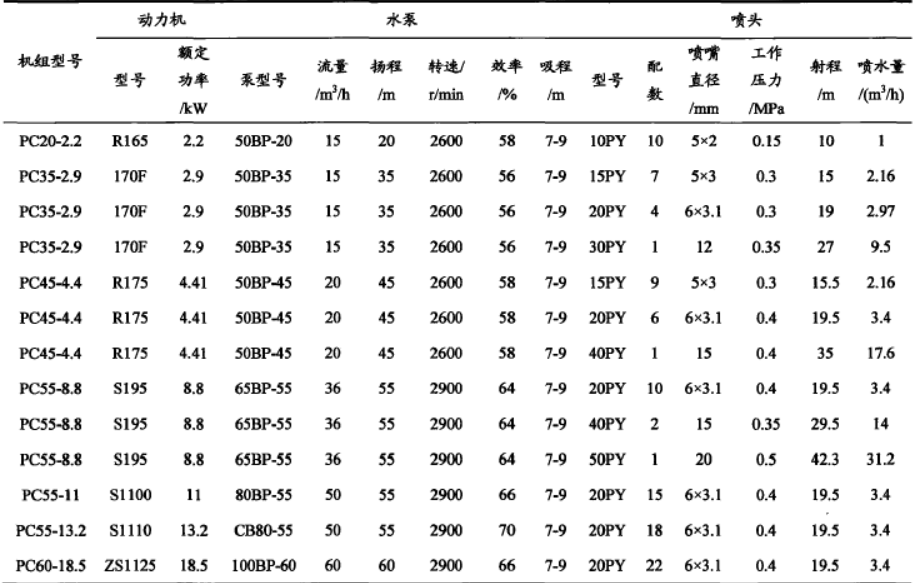 动力机 水泵 喷头
机组型号 型号 额定功率/kW 泵型号 流量/m³/h 扬程/m 转速/r/min 效率/% 吸程/m 型号 配数 喷嘴直径/mm 工作压力/MPa 射程/m 喷水量/(m³/h)
PC20-2.2 R165 2.2 50BP-20 15 20 2600 58 7-9 10PY 10 5×2 0.15 10 1
PC35-2.9 170F 2.9 50BP-35 15 35 2600 56 7-9 15PY 7 5×3 0.3 15 2.16
PC35-2.9 170F 2.9 50BP-35 15 35 2600 56 7-9 20PY 4 6×3.1 0.3 19 2.97
PC35-2.9 170F 2.9 50BP-35 15 35 2600 56 7-9 30PY 1 12 0.35 27 9.5
PC45-4.4 R175 4.41 50BP-45 20 45 2600 58 7-9 15PY 9 5×3 0.3 15.5 2.16
PC45-4.4 R175 4.41 50BP-45 20 45 2600 58 7-9 20PY 6 6×3.1 0.4 19.5 3.4
PC45-4.4 R175 4.41 50BP-45 20 45 2600 58 7-9 40PY 1 15 0.4 35 17.6
PC55-8.8 S195 8.8 65BP-55 36 55 2900 64 7-9 20PY 10 6×3.1 0.4 19.5 3.4
PC55-8.8 S195 8.8 65BP-55 36 55 2900 64 7-9 40PY 2 15 0.35 29.5 14
PC55-8.8 S195 8.8 65BP-55 36 55 2900 64 7-9 50PY 1 20 0.5 42.3 31.2
PC55-11 S1100 11 80BP-55 50 55 2900 66 7-9 20PY 15 6×3.1 0.4 19.5 3.4
PC55-13.2 S1110 13.2 CB80-55 50 55 2900 70 7-9 20PY 18 6×3.1 0.4 19.5 3.4
PC60-18.5 ZS1125 18.5 100BP-60 60 60 2900 66 7-9 20PY 22 6×3.1 0.4 19.5 3.4